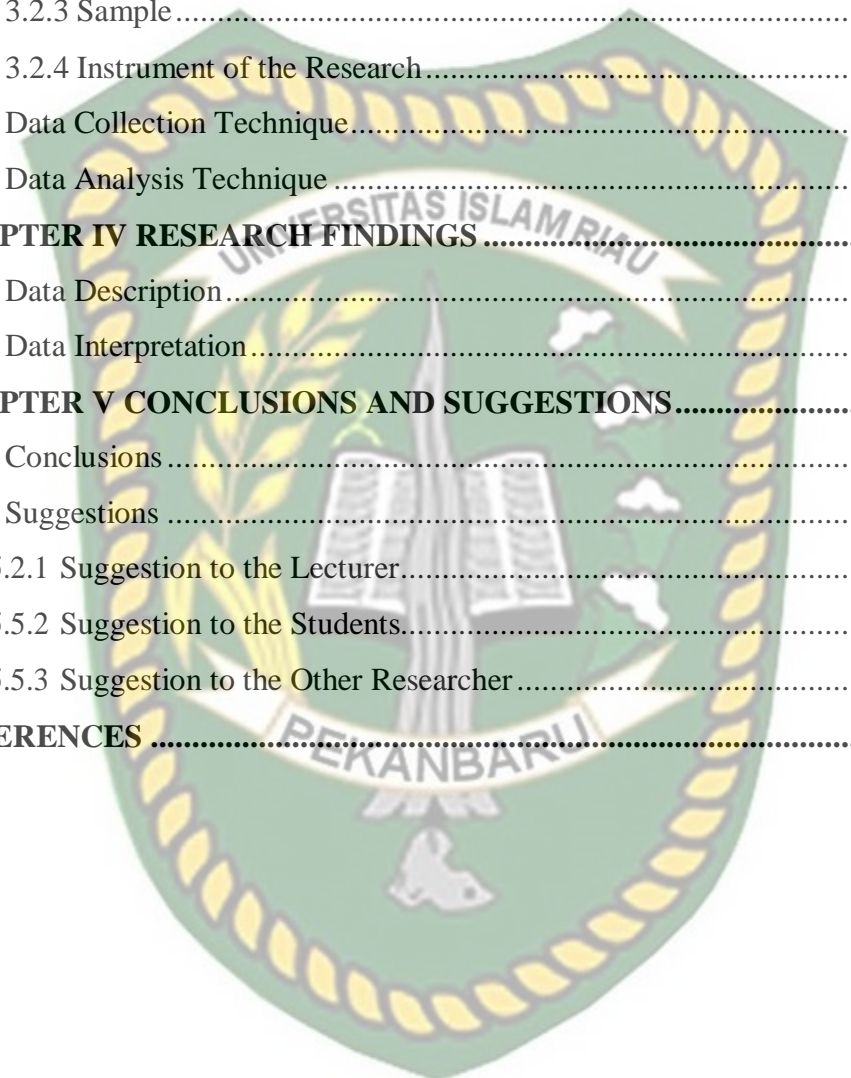 3.2.3 Sample........................................................................................
3.2.4 Instrument of the Research........................................................
Data Collection Technique................................................................
Data Analysis Technique ..................................................................
UNIVERSITAS ISLAM RIAU
PTER IV RESEARCH FINDINGS ................................................
Data Description................................................................................
Data Interpretation.............................................................................
PTER V CONCLUSIONS AND SUGGESTIONS......................
Conclusions ........................................................................................
Suggestions ........................................................................................
5.2.1 Suggestion to the Lecturer..........................................................
5.5.2 Suggestion to the Students.........................................................
5.5.3 Suggestion to the Other Researcher ...........................................
ERENCES .........................................................................................
PEKANBARU